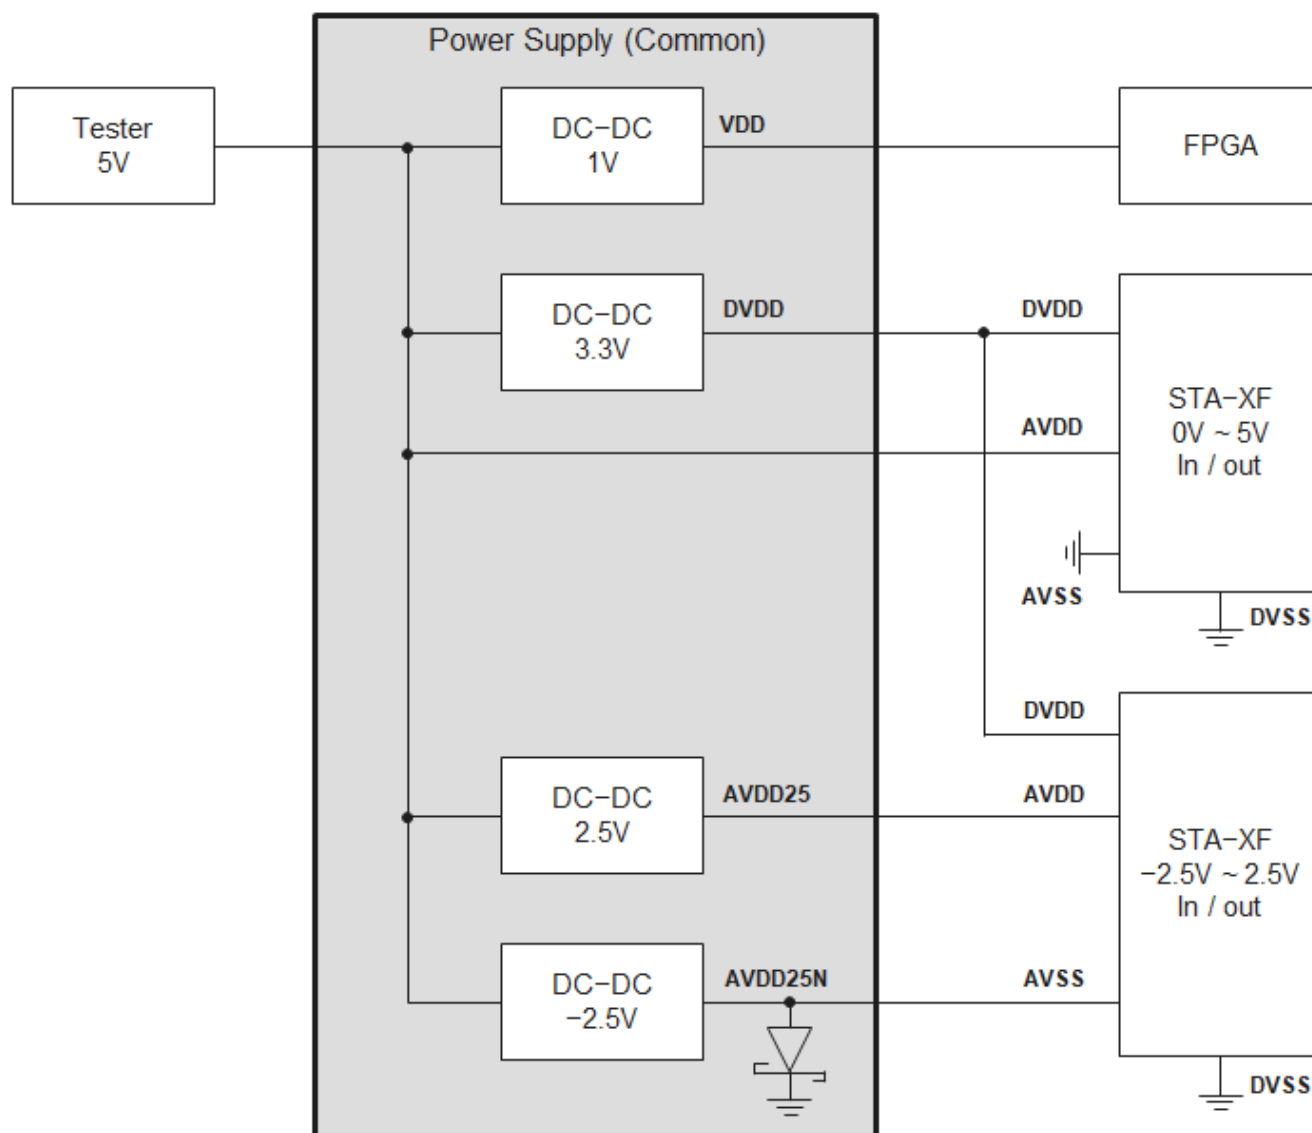 Power Supply (Common)
Tester
5V
DC-DC
1V
VDD
FPGA
DC-DC
3.3V
DVDD
DVDD
STA-XF
0V ~ 5V
In / out
AVDD
AVSS
DVSS
DVDD
DC-DC
2.5V
AVDD25
AVDD
STA-XF
-2.5V ~ 2.5V
In / out
DC-DC
-2.5V
AVDD25N
AVSS
DVSS